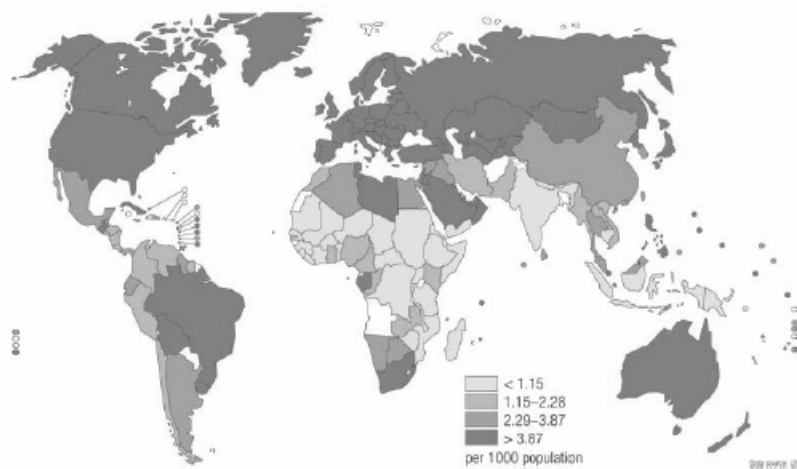 < 1.15
1.15–2.28
2.29–3.87
> 3.87
per 1000 population